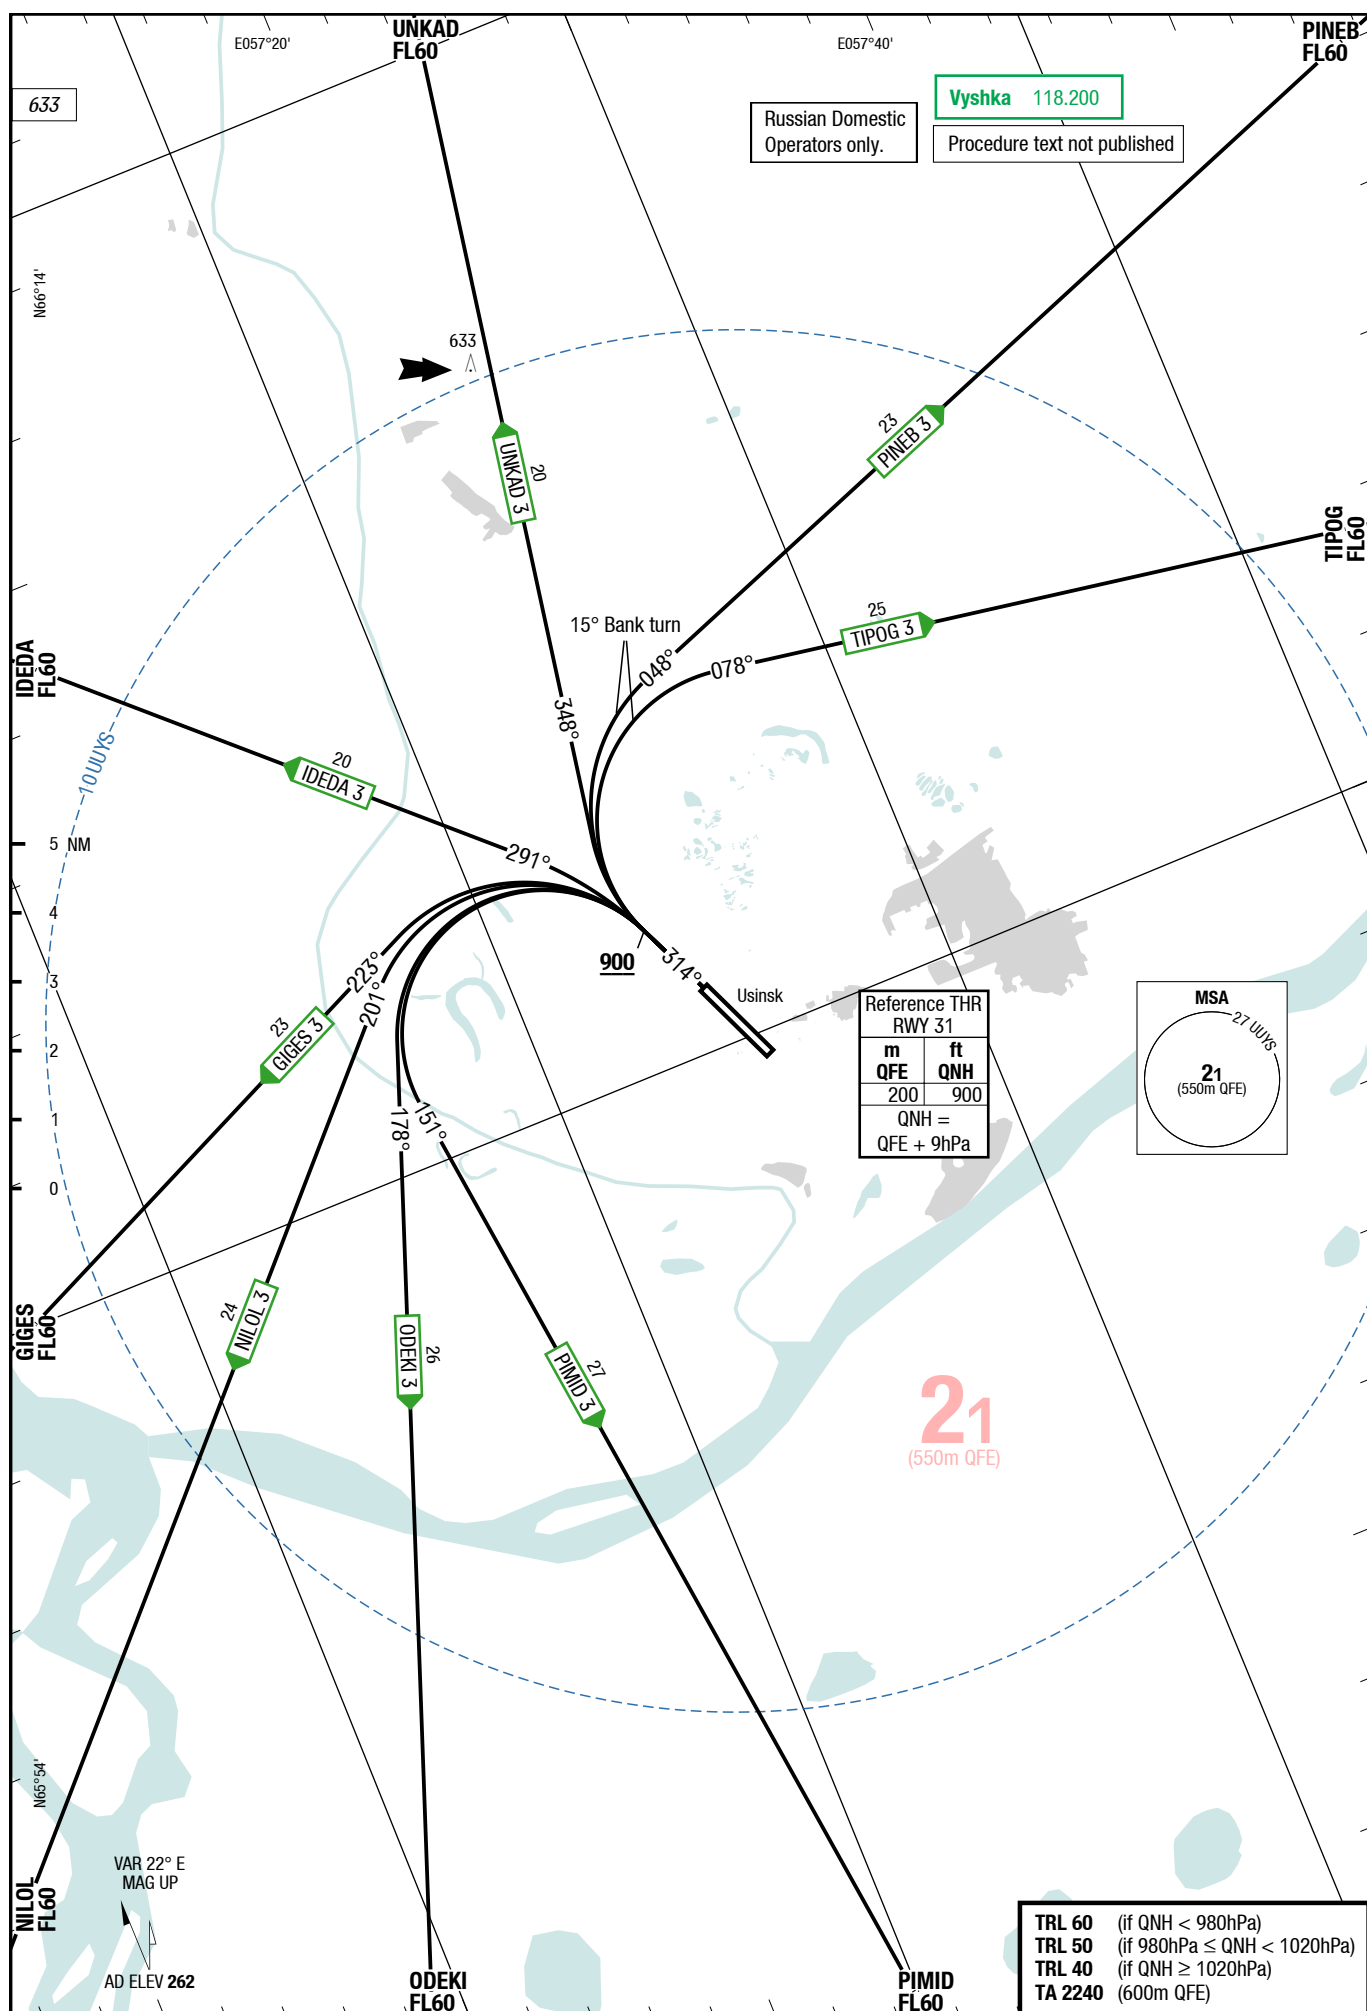 UNKAD
FL60
E057°20'
E057°40'
PINEB
FL60
633
Vyshka 118.200
Russian Domestic
Operators only.
Procedure text not published
N66°14'
633
UNKAD 3
20
23
PINEB 3
TIPOG
FL60
25
TIPOG 3
15° Bank turn
048°
078°
348°
IDEDA
FL60
10 UUYS
20
IDEDA 3
291°
5 NM
4
3
2
1
0
900
314°
Usinsk
223°
201°
23
GIGES 3
178°
151°
Reference THR
RWY 31
m ft
QFE QNH
200 900
QNH =
QFE + 9hPa
MSA
27 UUYS
21
(550m QFE)
GIGES
FL60
24
NILOL 3
ODEKI 3
26
PIMID 3
27
21
(550m QFE)
N65°54'
VAR 22° E
MAG UP
NILOL
FL60
AD ELEV 262
ODEKI
FL60
PIMID
FL60
TRL 60 (if QNH < 980hPa)
TRL 50 (if 980hPa ≤ QNH < 1020hPa)
TRL 40 (if QNH ≥ 1020hPa)
TA 2240 (600m QFE)